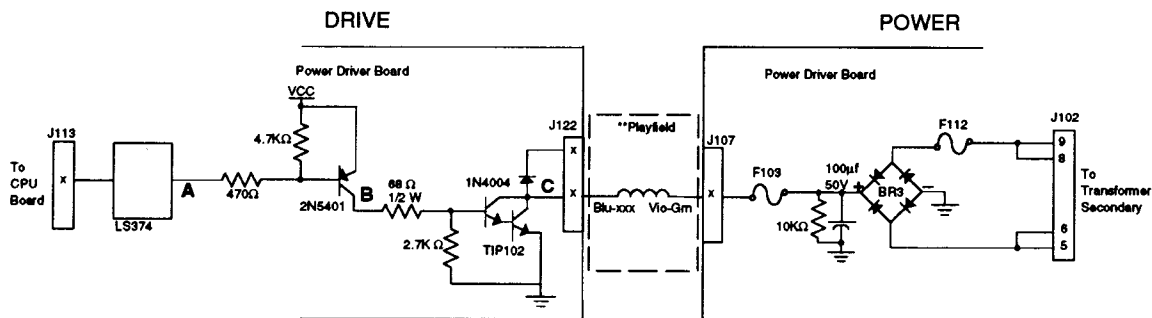 DRIVE
POWER
Power Driver Board
Power Driver Board
VCC
J113
4.7KΩ
J122
**Playfield
J107
F112
J102
To
CPU
Board
x
LS374
A
470Ω
2N5401
B
68 Ω
1/2 W
1N4004
C
x
x
Blu-xxx
Vio-Grn
x
F103
100µf
50V
+
BR3
-
9
8
To
Transformer
Secondary
6
5
2.7K Ω
TIP102
10KΩ